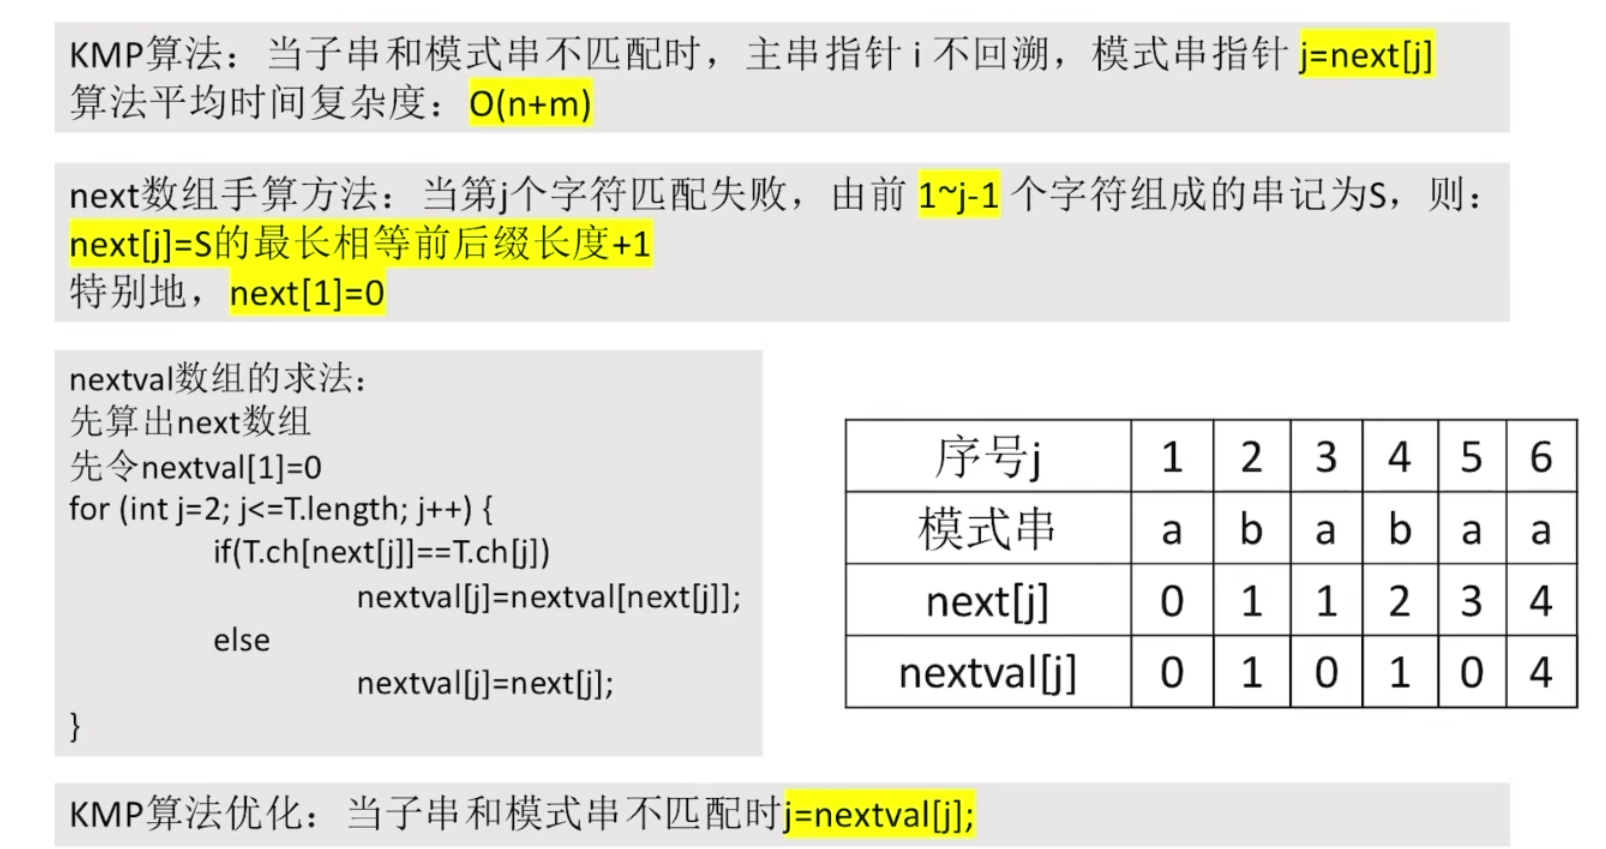 KMP算法：当子串和模式串不匹配时，主串指针 i 不回溯，模式串指针 j=next[j]
算法平均时间复杂度：O(n+m)
next数组手算方法：当第j个字符匹配失败，由前 1~j-1 个字符组成的串记为S，则：
next[j]=S的最长相等前后缀长度+1
特别地，next[1]=0
nextval数组的求法：
先算出next数组
先令nextval[1]=0
for (int j=2; j<=T.length; j++) {
if(T.ch[next[j]]==T.ch[j])
nextval[j]=nextval[next[j]];
else
nextval[j]=next[j];
}
序号j 1 2 3 4 5 6
模式串 a b a b a a
next[j] 0 1 1 2 3 4
nextval[j] 0 1 0 1 0 4
KMP算法优化：当子串和模式串不匹配时j=nextval[j];